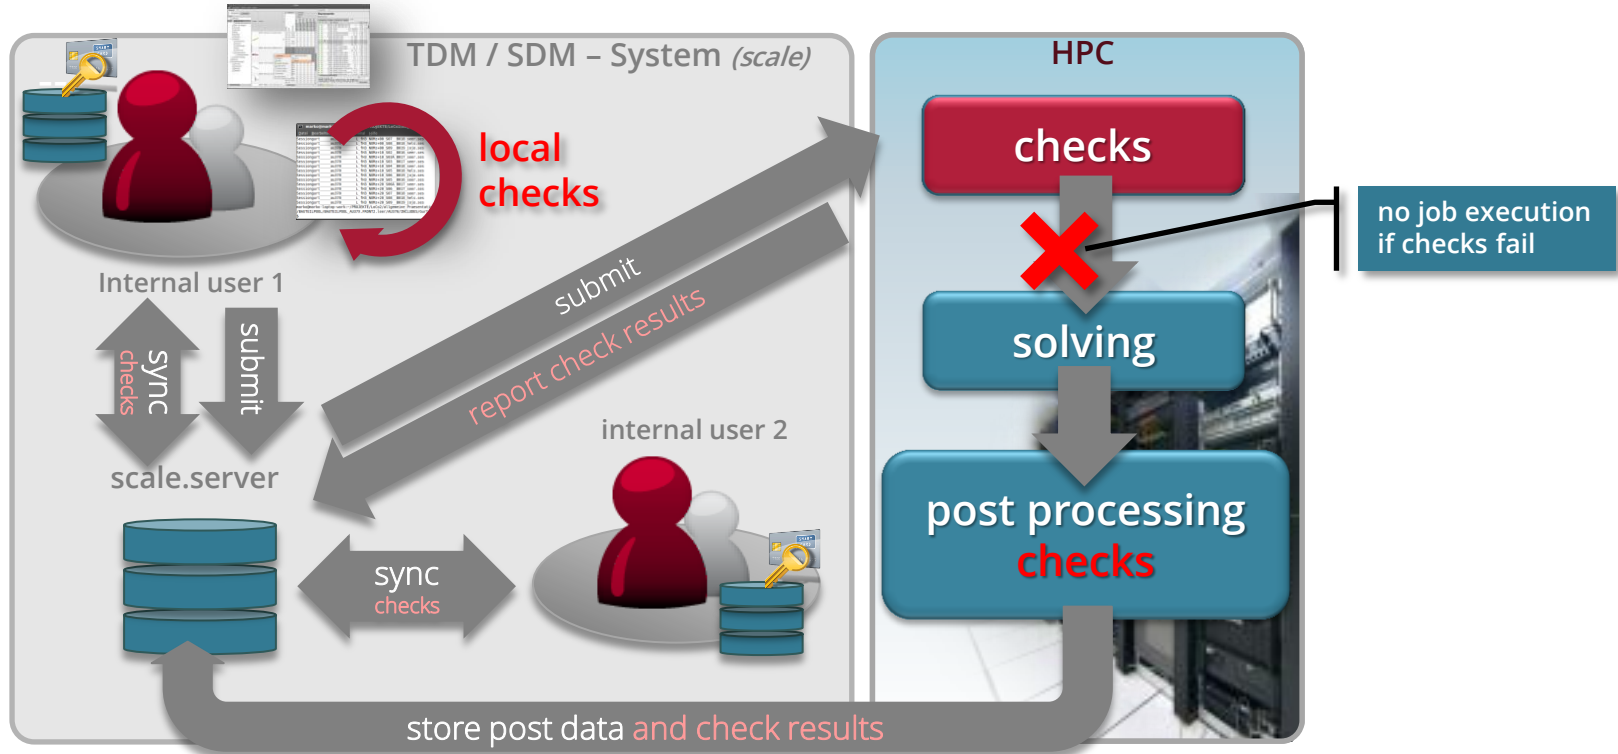 TDM / SDM – System (scale)
HPC
checks
local
checks
no job execution
if checks fail
Internal user 1
submit
report check results
solving
sync
checks
submit
internal user 2
scale.server
post processing
checks
sync
checks
store post data and check results